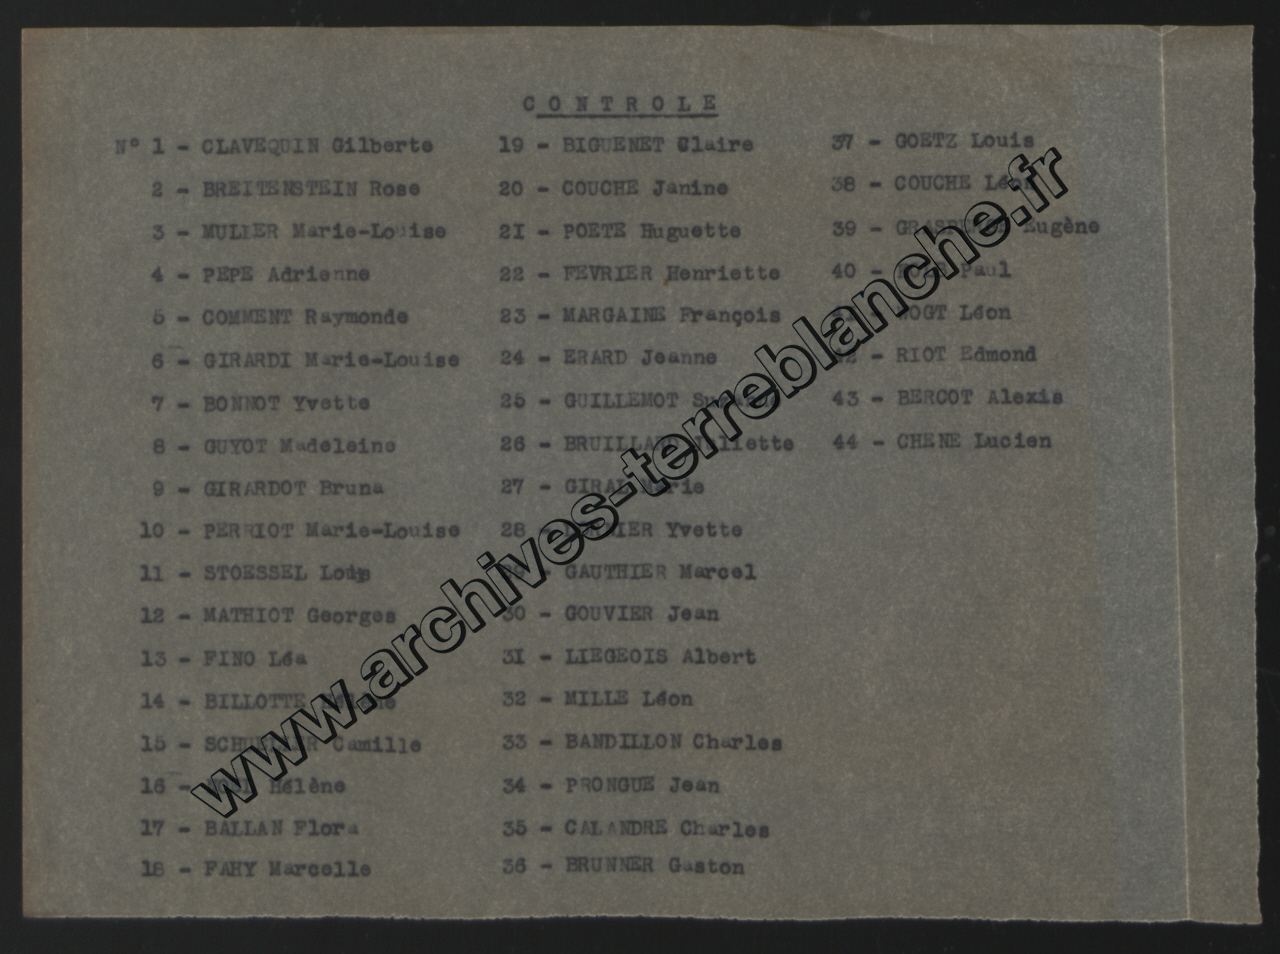 CONTROLE
N° 1 - CLAVEQUIN Gilberte
2 - BREITENSTEIN Rose
3 - MULLER Marie-Louise
4 - PEPE Adrienne
5 - COMMENT Raymonde
6 - GIRARDI Marie-Louise
7 - BONNOT Yvette
8 - GUYOT Madeleine
9 - GIRARDOT Bruna
10 - PERRIOT Marie-Louise
11 - STOESSEL
12 - MATHIOT Georges
13 - FINO Léa
14 - BILLOTTE
15 - Camille
16 - Hélène
17 - BALLAN Flora
18 - FAHY Marcelle
19 - BIGUENET Claire
20 - COUCHE Janine
2I - POETE Huguette
22 - FEVRIER Henriette
23 - MARGAINE François
24 - ERARD Jeanne
25 - GUILLEMOT
26 -
27 - Marie
28 - Yvette
- GAUTHIER Marcel
30 - GOUVIER Jean
3I - LIEGEOIS Albert
32 - MILLE Léon
33 - BANDILLON Charles
34 - PRONGUE Jean
35 - CALANDRE Charles
36 - BRUNNER Gaston
37 - GOETZ Louis
38 - COUCHE Léon
39 - Eugène
40 - Paul
- VOGT Léon
- RIOT Edmond
43 - BERCOT Alexis
44 - CHENE Lucien
www.archives-terreblanche.fr